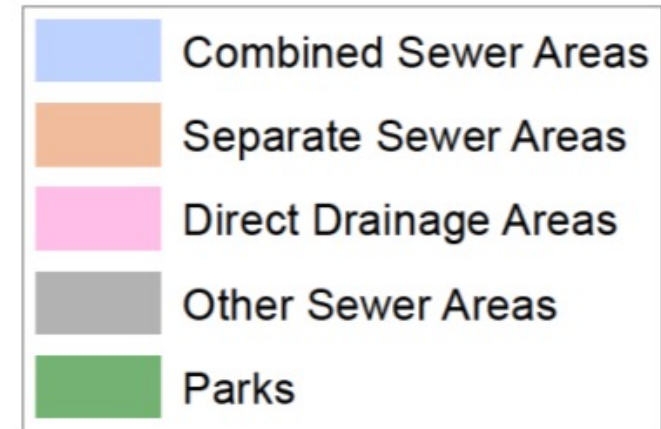 Combined Sewer Areas
Separate Sewer Areas
Direct Drainage Areas
Other Sewer Areas
Parks